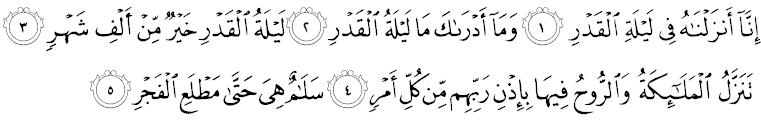 إِنَّآ أَنزَلْنَـٰهُ فِى لَيْلَةِ ٱلْقَدْرِ ١ وَمَآ أَدْرَىٰكَ مَا لَيْلَةُ ٱلْقَدْرِ ٢ لَيْلَةُ ٱلْقَدْرِ خَيْرٌ مِّنْ أَلْفِ شَهْرٍ ٣
تَنَزَّلُ ٱلْمَلَـٰٓئِكَةُ وَٱلرُّوحُ فِيهَا بِإِذْنِ رَبِّهِم مِّن كُلِّ أَمْرٍ ٤ سَلَـٰمٌ هِىَ حَتَّىٰ مَطْلَعِ ٱلْفَجْرِ ٥